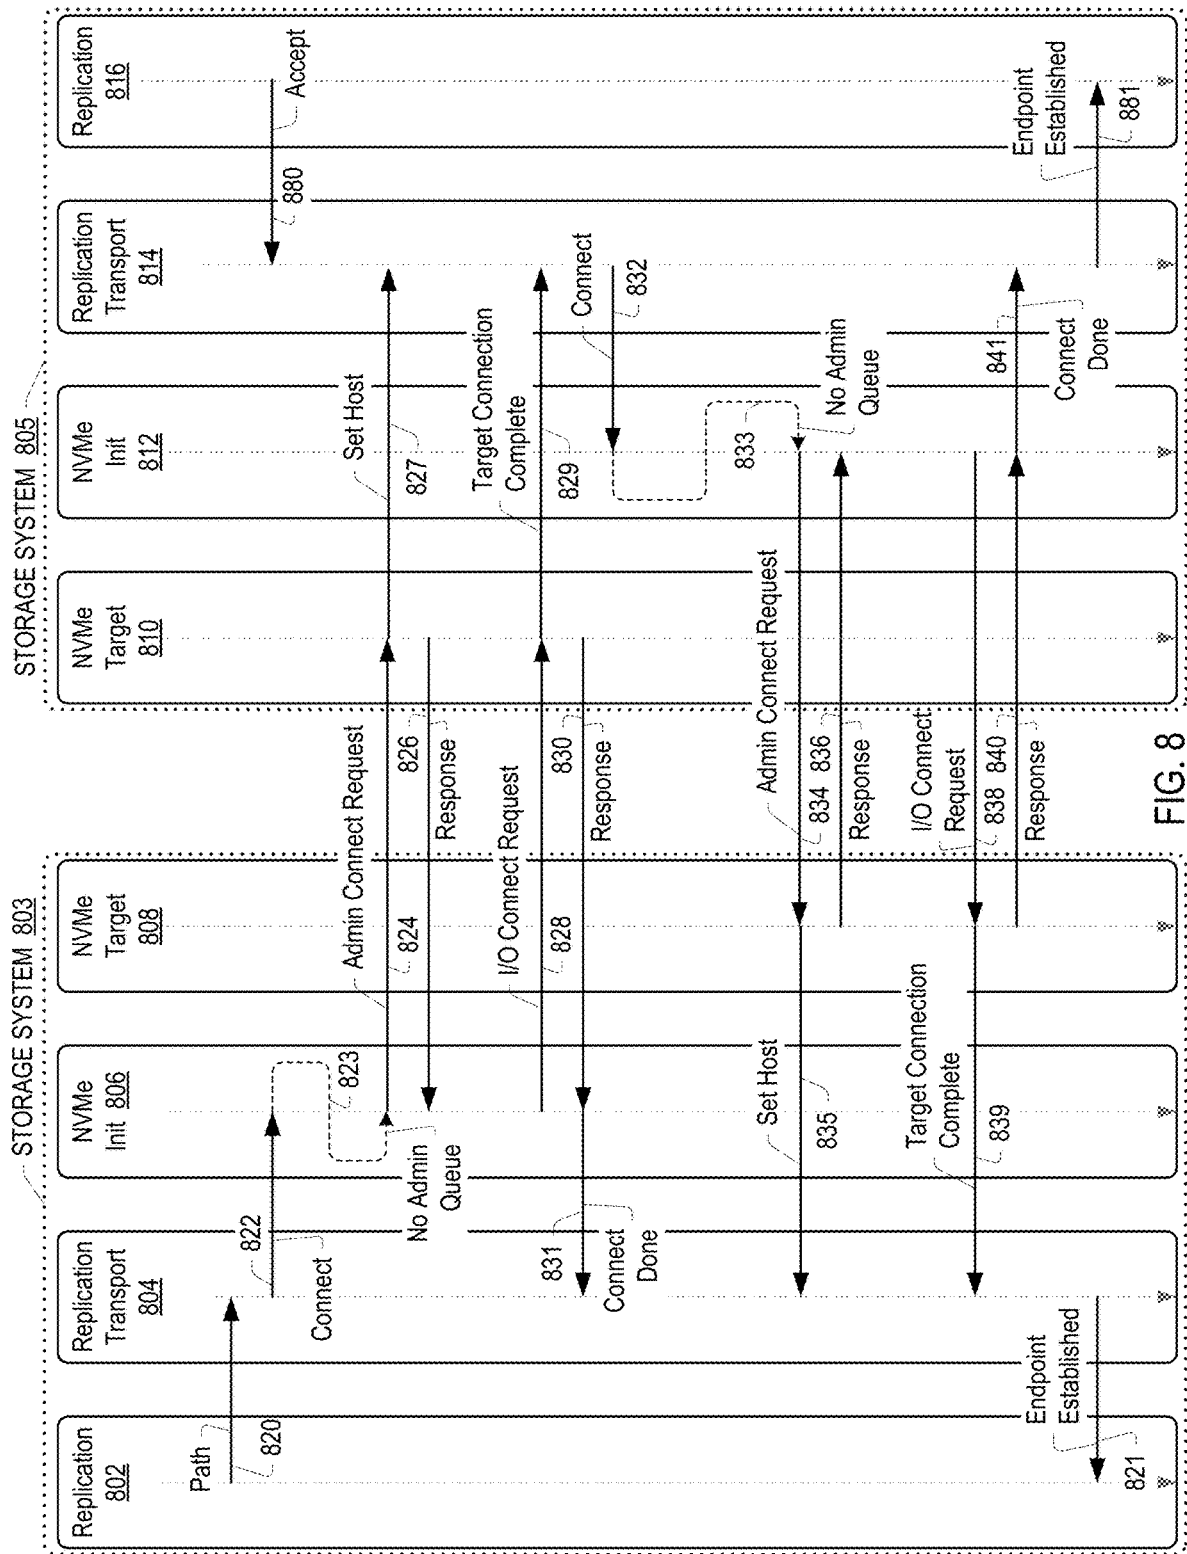 STORAGE SYSTEM 803
STORAGE SYSTEM 805
Replication
802
Replication
Transport
804
NVMe
Init 806
NVMe
Target
808
NVMe
Target
810
NVMe
Init
812
Replication
Transport
814
Replication
816
Path
820
822
Connect
823
No Admin
Queue
Accept
880
Admin Connect Request
824
Set Host
827
826
Response
I/O Connect Request
828
Target Connection
Complete
829
830
Response
831
Connect
Done
Connect
832
833
No Admin
Queue
Admin Connect Request
834
Set Host
835
836
Response
I/O Connect
Request
838
Target Connection
Complete
839
840
Response
841
Connect
Done
Endpoint
Established
821
Endpoint
Established
881
FIG. 8